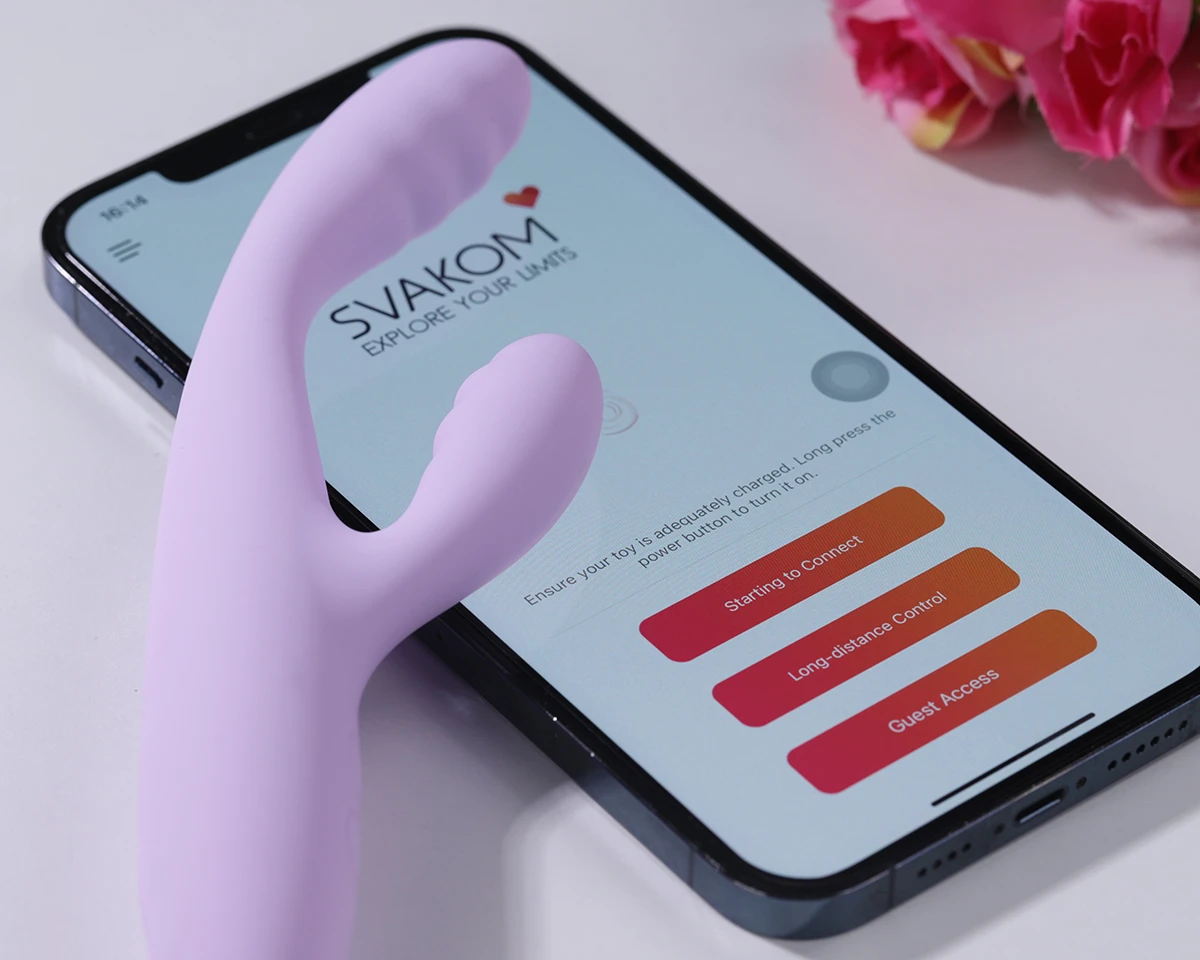 16:14
SVAKOM
EXPLORE YOUR LIMITS
Ensure your toy is adequately charged. Long press the
power button to turn it on.
Starting to Connect
Long-distance Control
Guest Access